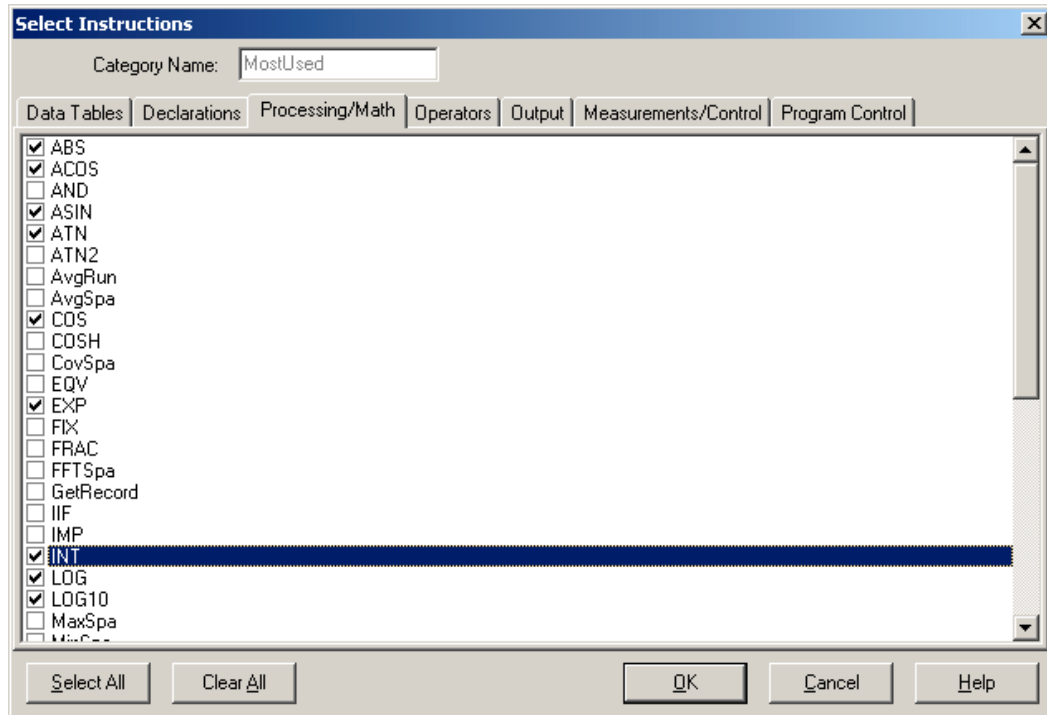 Select Instructions
Category Name: MostUsed
Data Tables Declarations Processing/Math Operators Output Measurements/Control Program Control
ABS
ACOS
AND
ASIN
ATN
ATN2
AvgRun
AvgSpa
COS
COSH
CovSpa
EQV
EXP
FIX
FRAC
FFTSpa
GetRecord
IIF
IMP
INT
LOG
LOG10
MaxSpa
Select All Clear All OK Cancel Help